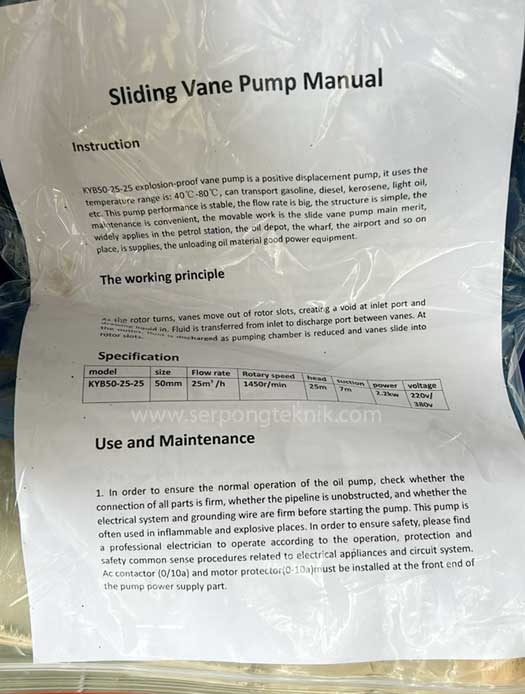 Sliding Vane Pump Manual
Instruction
KYB50-25-25 explosion-proof vane pump is a positive displacement pump, it uses the
temperature range is: 40℃-80℃, can transport gasoline, diesel, kerosene, light oil,
etc. This pump performance is stable, the flow rate is big, the structure is simple, the
maintenance is convenient, the movable work is the slide vane pump main merit,
widely applies in the petrol station, the oil depot, the wharf, the airport and so on
place, is supplies, the unloading oil material good power equipment.
The working principle
As the rotor turns, vanes move out of rotor slots, creating a void at inlet port and
liquid in. Fluid is transferred from inlet to discharge port between vanes. At
the outlet, fluid is discharged as pumping chamber is reduced and vanes slide into
rotor slots.
Specification
model size Flow rate Rotary speed head suction power voltage
KYB50-25-25 50mm 25m³/h 1450r/min 25m 7m 2.2kw 220v/
380v
www.serpongteknik.com
Use and Maintenance
1. In order to ensure the normal operation of the oil pump, check whether the
connection of all parts is firm, whether the pipeline is unobstructed, and whether the
electrical system and grounding wire are firm before starting the pump. This pump is
often used in inflammable and explosive places. In order to ensure safety, please find
a professional electrician to operate according to the operation, protection and
safety common sense procedures related to electrical appliances and circuit system.
Ac contactor (0/10a) and motor protector(0-10a)must be installed at the front end of
the pump power supply part.